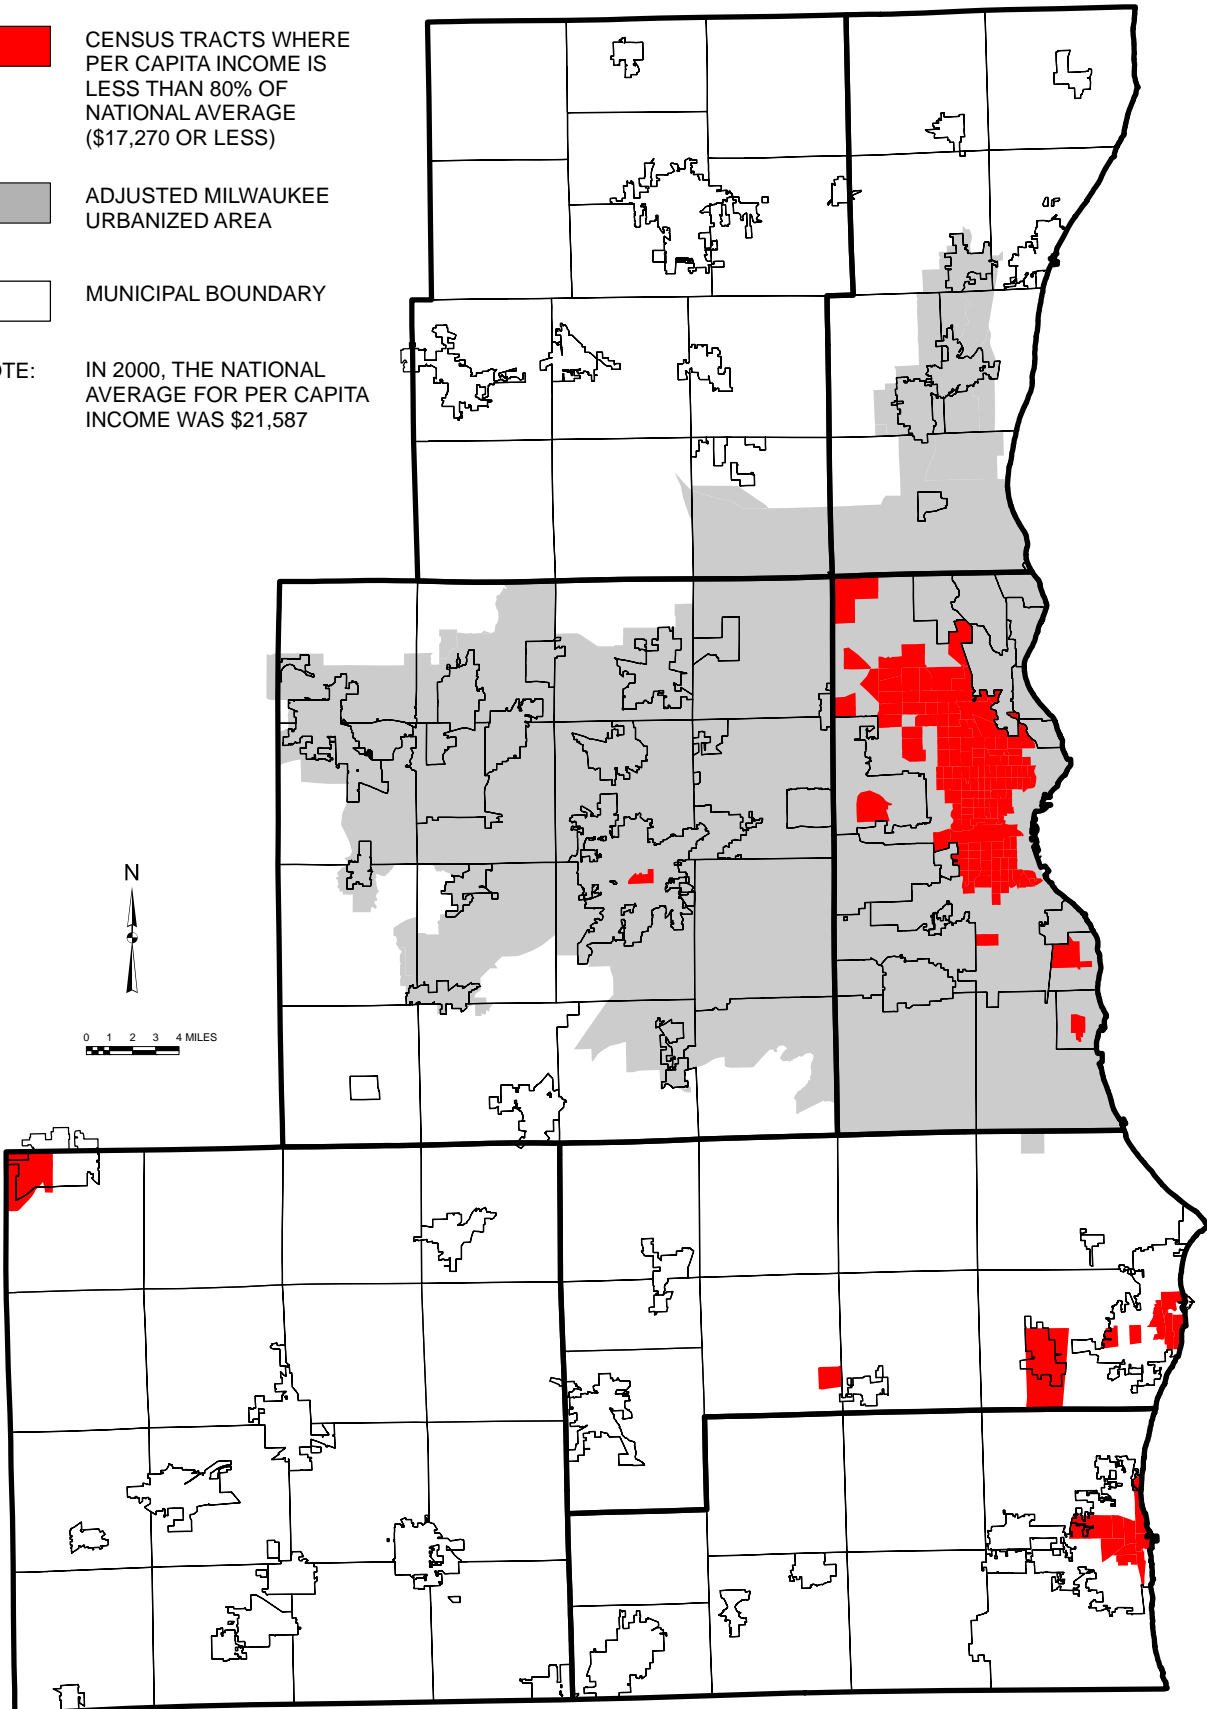 CENSUS TRACTS WHERE
PER CAPITA INCOME IS
LESS THAN 80% OF
NATIONAL AVERAGE
($17,270 OR LESS)
ADJUSTED MILWAUKEE
URBANIZED AREA
MUNICIPAL BOUNDARY
OTE: IN 2000, THE NATIONAL
AVERAGE FOR PER CAPITA
INCOME WAS $21,587
N
0 1 2 3 4 MILES